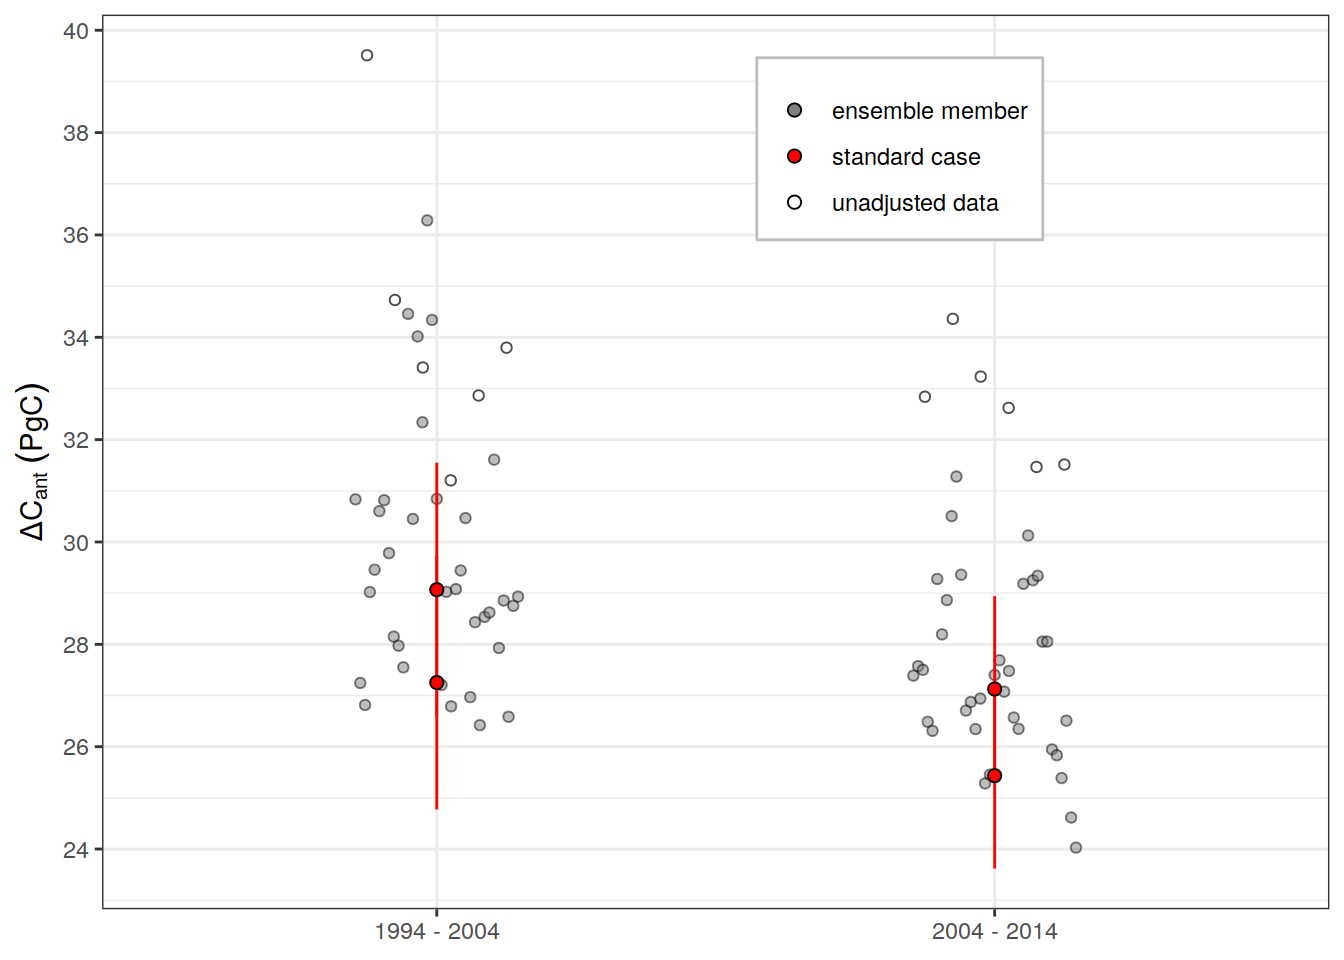 40
38
36
34
32
30
28
26
24
ΔCant (PgC)
ensemble member
standard case
unadjusted data
1994 - 2004
2004 - 2014